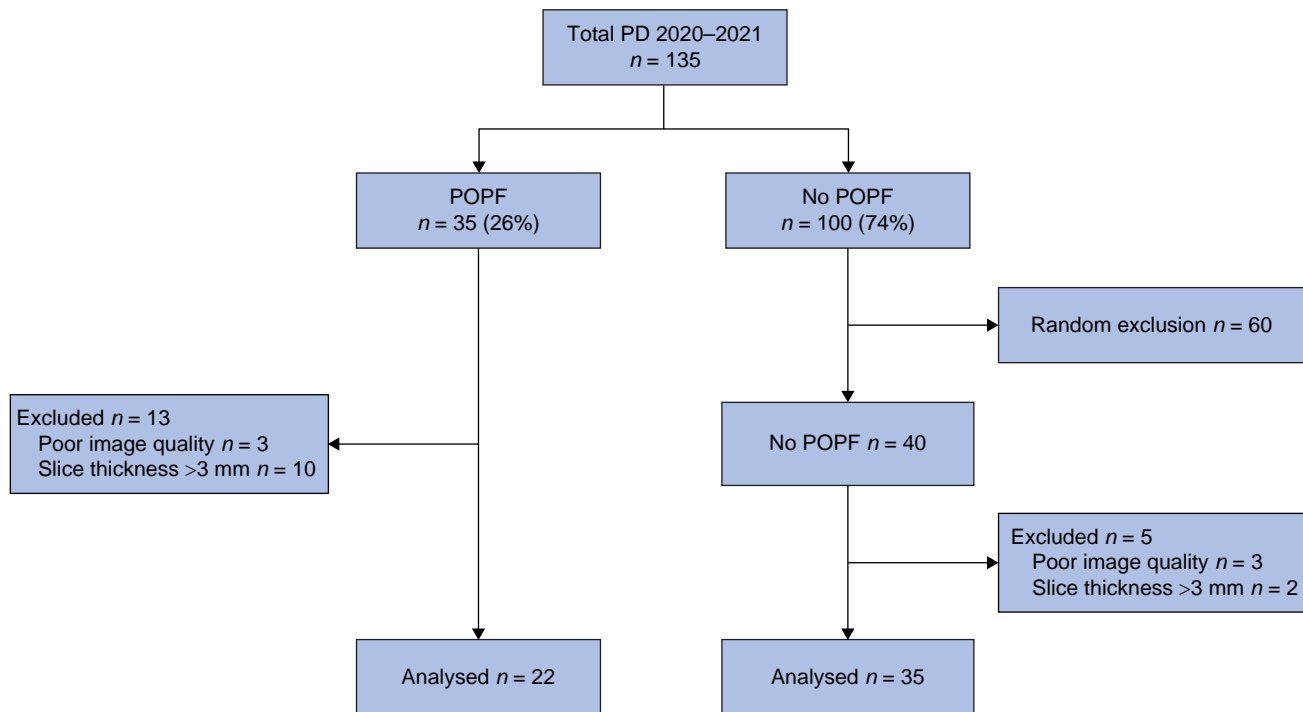 Total PD 2020–2021
n = 135
POPF
n = 35 (26%)
No POPF
n = 100 (74%)
Random exclusion n = 60
Excluded n = 13
Poor image quality n = 3
Slice thickness >3 mm n = 10
No POPF n = 40
Excluded n = 5
Poor image quality n = 3
Slice thickness >3 mm n = 2
Analysed n = 22
Analysed n = 35